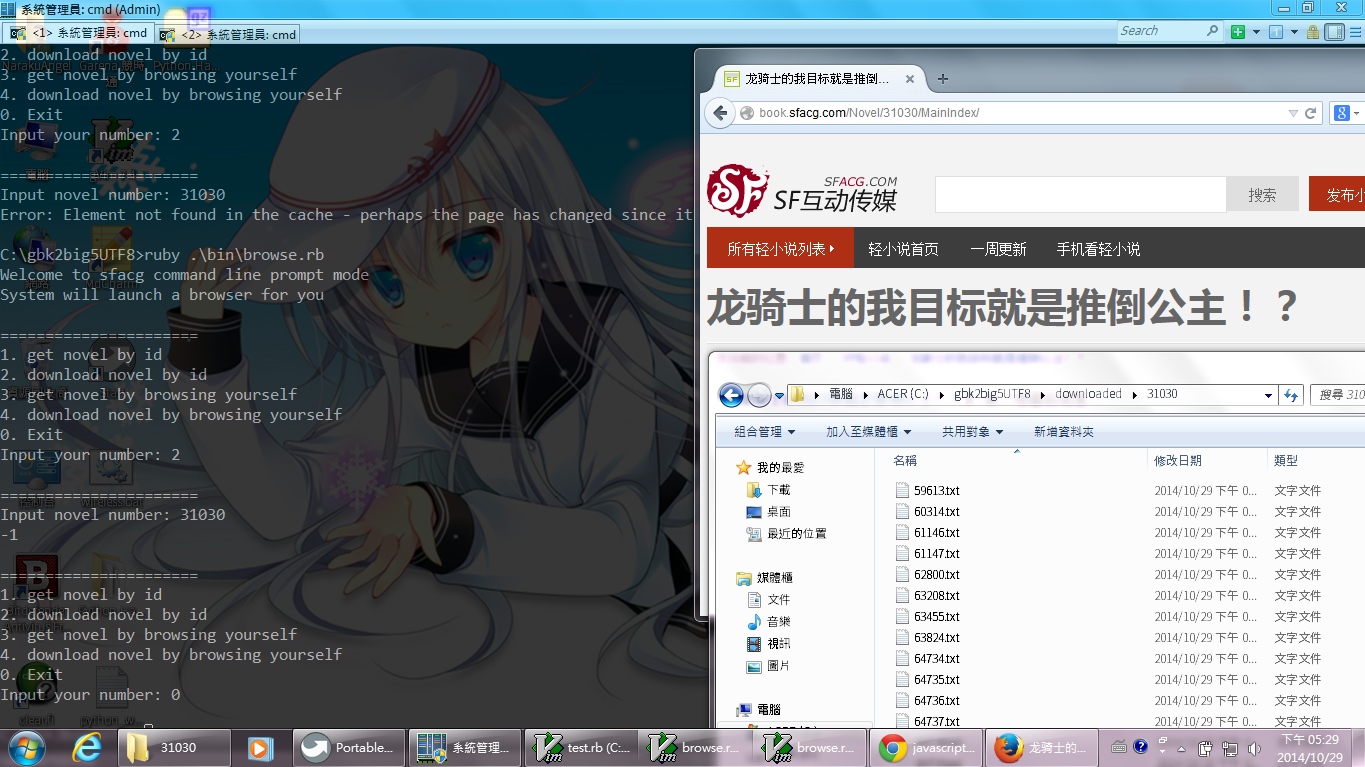 系統管理員: cmd (Admin)
<1> 系統管理員: cmd
<2> 系統管理員: cmd
Search
2. download novel by id
3. get novel by browsing yourself
4. download novel by browsing yourself
0. Exit
Input your number: 2
======================
Input novel number: 31030
Error: Element not found in the cache - perhaps the page has changed since it
C:\gbk2big5UTF8>ruby .\bin\browse.rb
Welcome to sfacg command line prompt mode
System will launch a browser for you
======================
1. get novel by id
2. download novel by id
3. get novel by browsing yourself
4. download novel by browsing yourself
0. Exit
Input your number: 2
======================
Input novel number: 31030
-1
======================
1. get novel by id
2. download novel by id
3. get novel by browsing yourself
4. download novel by browsing yourself
0. Exit
Input your number: 0
龙骑士的我目标就是推倒...
book.sfacg.com/Novel/31030/MainIndex/
SF
SFACG.COM
SF互动传媒
搜索
发布小
所有轻小说列表
轻小说首页
一周更新
手机看轻小说
龙骑士的我目标就是推倒公主！？
電腦
ACER (C:)
gbk2big5UTF8
downloaded
31030
搜尋 310
組合管理
加入至媒體櫃
共用對象
新增資料夾
我的最愛
下載
桌面
最近的位置
媒體櫃
文件
音樂
視訊
圖片
電腦
名稱 修改日期 類型
59613.txt 2014/10/29 下午 0... 文字文件
60314.txt 2014/10/29 下午 0... 文字文件
61146.txt 2014/10/29 下午 0... 文字文件
61147.txt 2014/10/29 下午 0... 文字文件
62800.txt 2014/10/29 下午 0... 文字文件
63208.txt 2014/10/29 下午 0... 文字文件
63455.txt 2014/10/29 下午 0... 文字文件
63824.txt 2014/10/29 下午 0... 文字文件
64734.txt 2014/10/29 下午 0... 文字文件
64735.txt 2014/10/29 下午 0... 文字文件
64736.txt 2014/10/29 下午 0... 文字文件
64737.txt 2014/10/29 下午 0... 文字文件
31030
Portable...
系統管理...
test.rb (C:...
browse.r...
browse.r...
javascript...
龙骑士的...
下午 05:29
2014/10/29